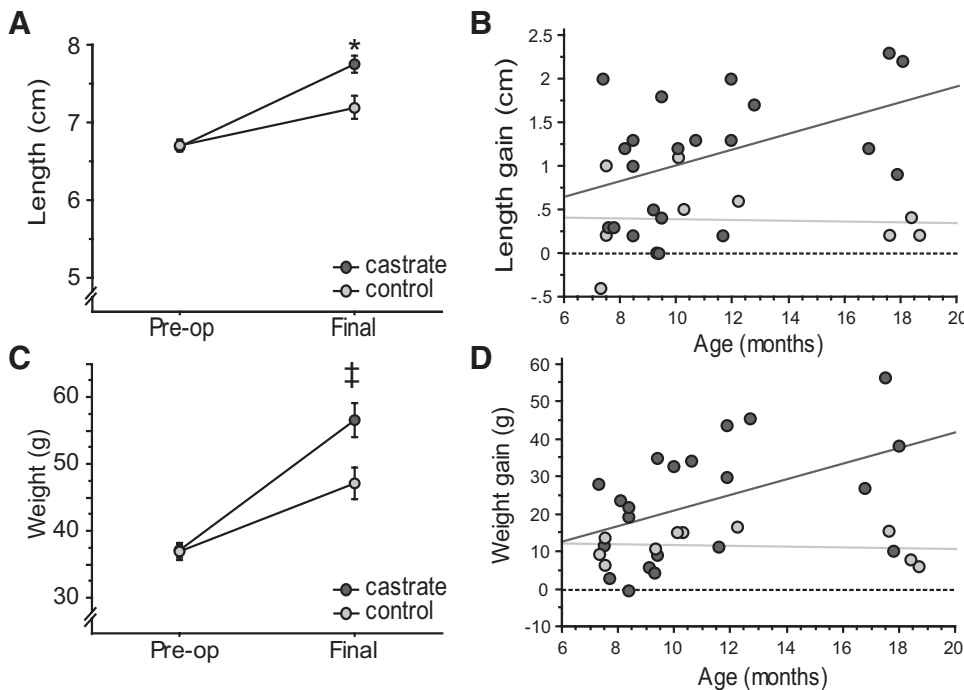 A
Length (cm)
8
7
6
5
*
castrate
control
Pre-op
Final
B
Length gain (cm)
2.5
2
1.5
1
.5
0
-.5
6 8 10 12 14 16 18 20
Age (months)
C
Weight (g)
60
50
40
30
‡
castrate
control
Pre-op
Final
D
Weight gain (g)
60
50
40
30
20
10
0
-10
6 8 10 12 14 16 18 20
Age (months)